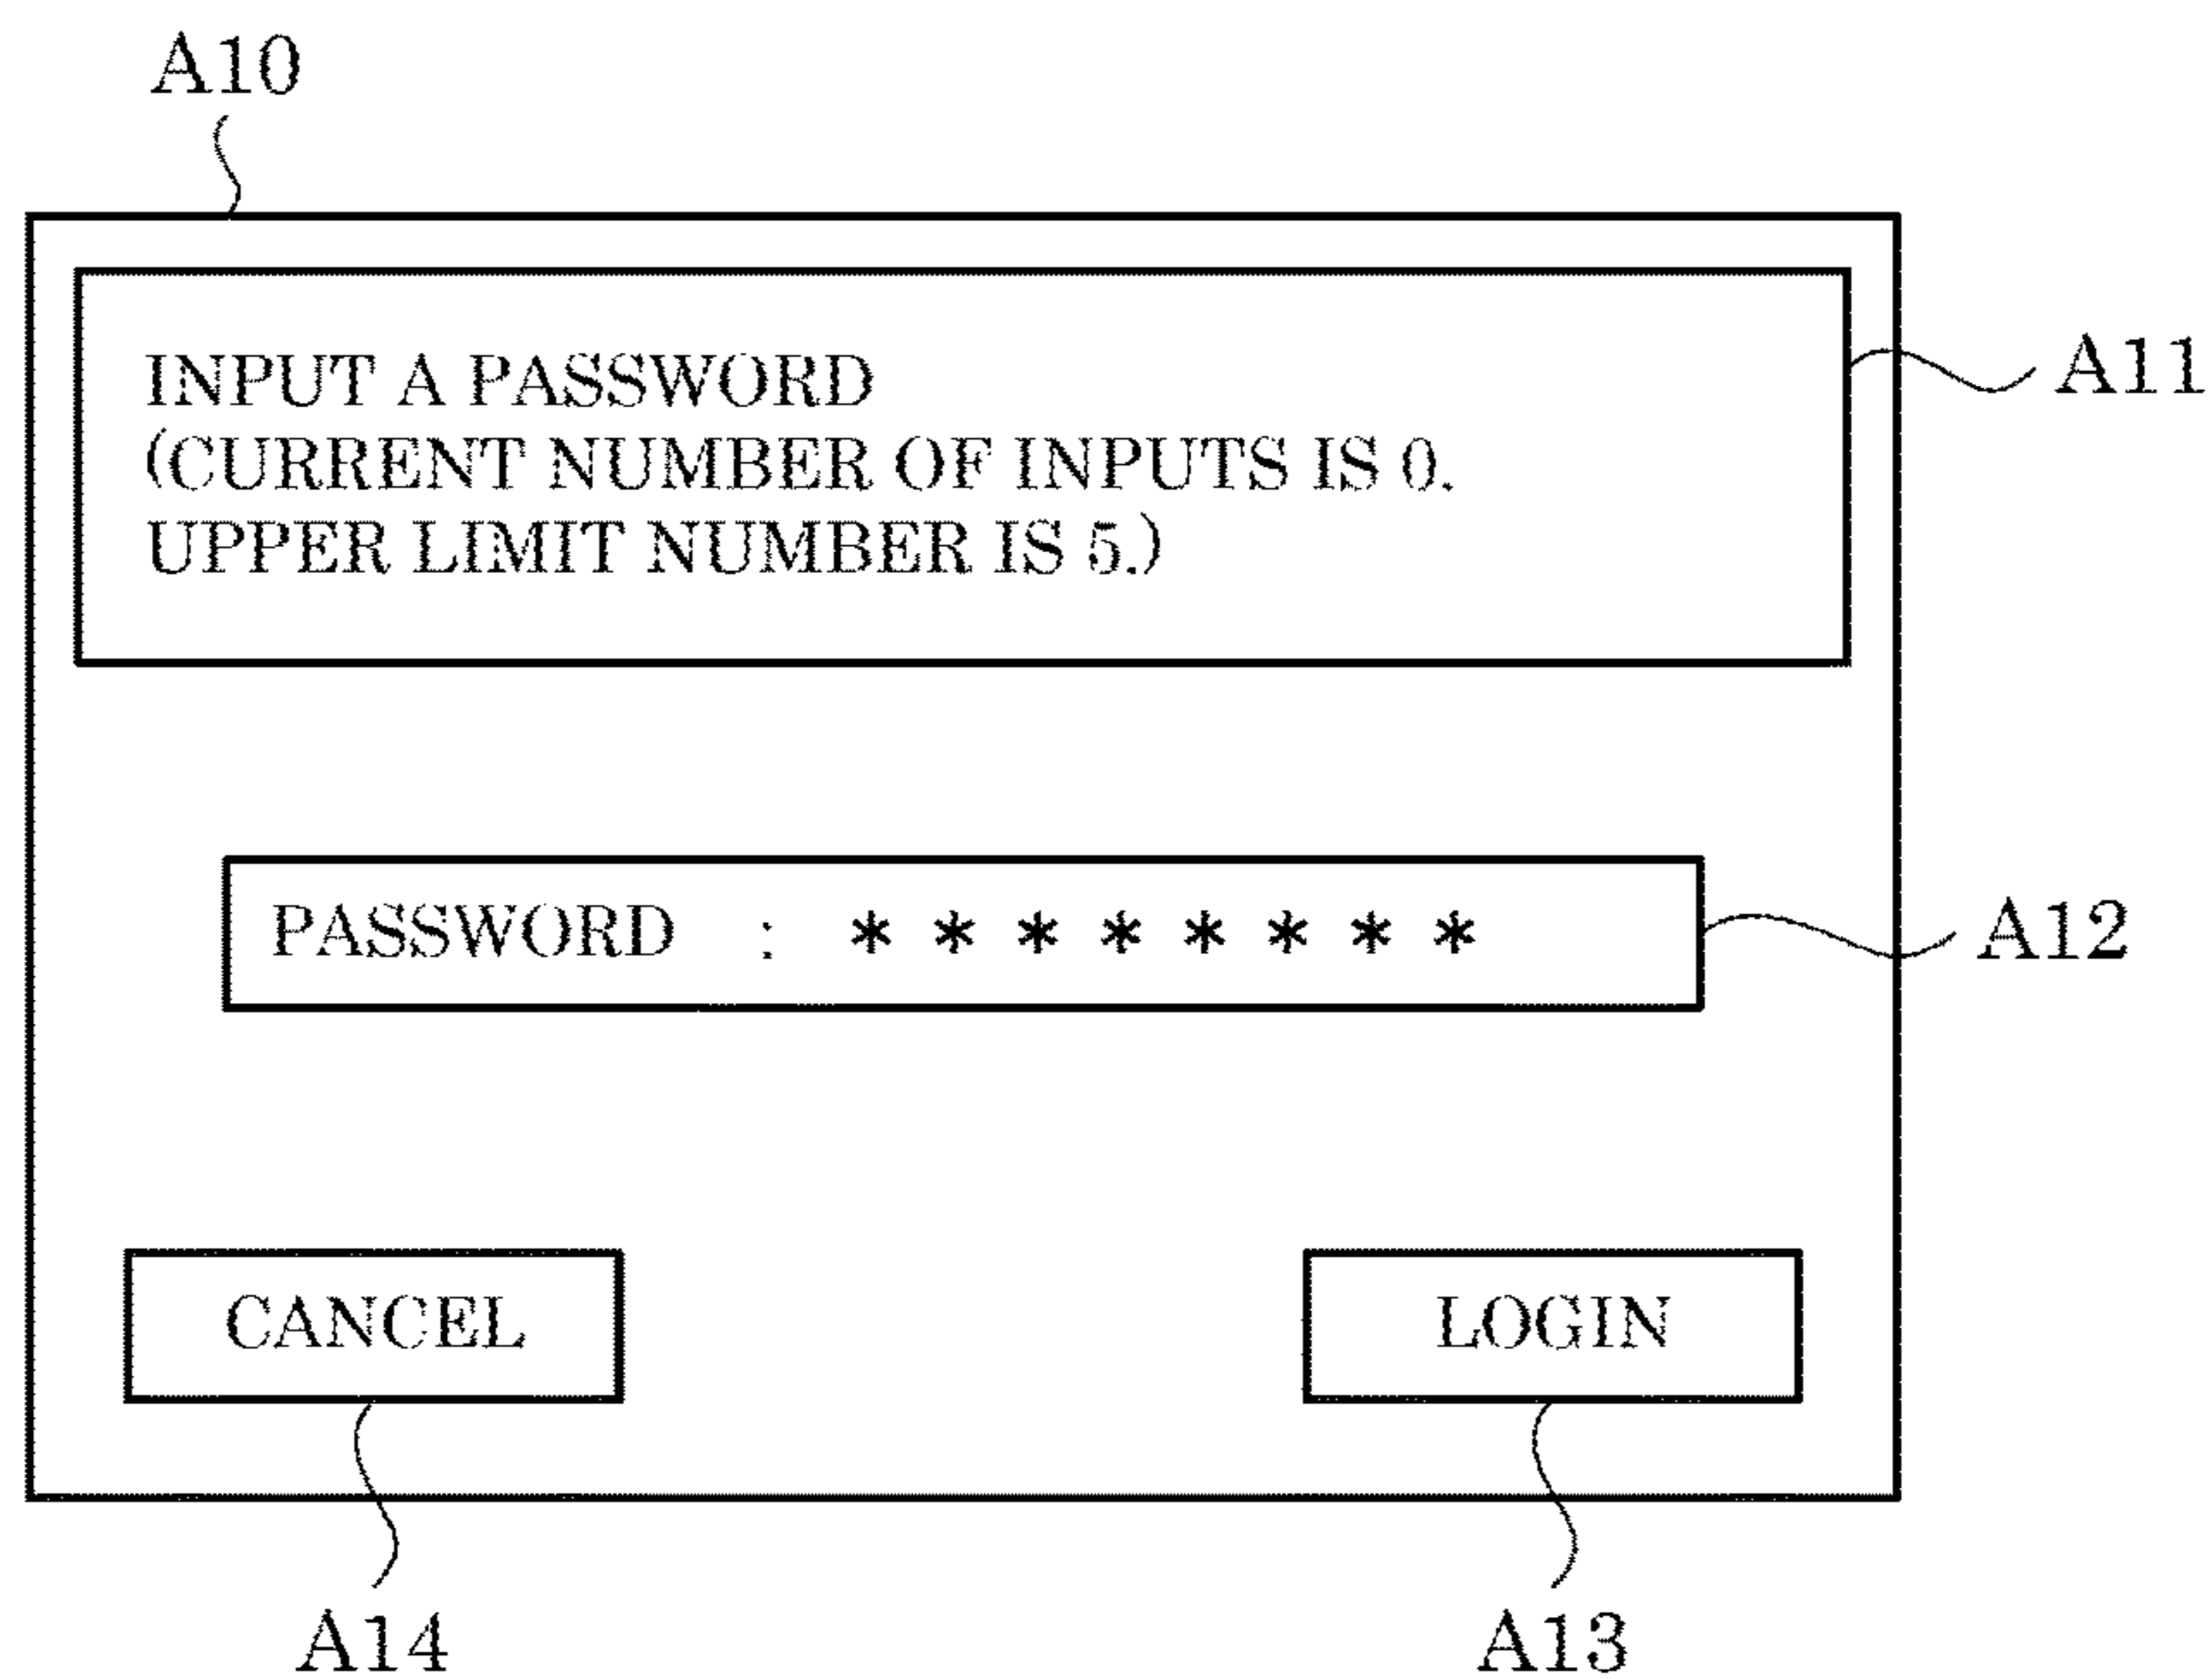 A10
INPUT A PASSWORD
(CURRENT NUMBER OF INPUTS IS 0.
UPPER LIMIT NUMBER IS 5.)
A11
PASSWORD : * * * * * * * *
A12
CANCEL
LOGIN
A14
A13